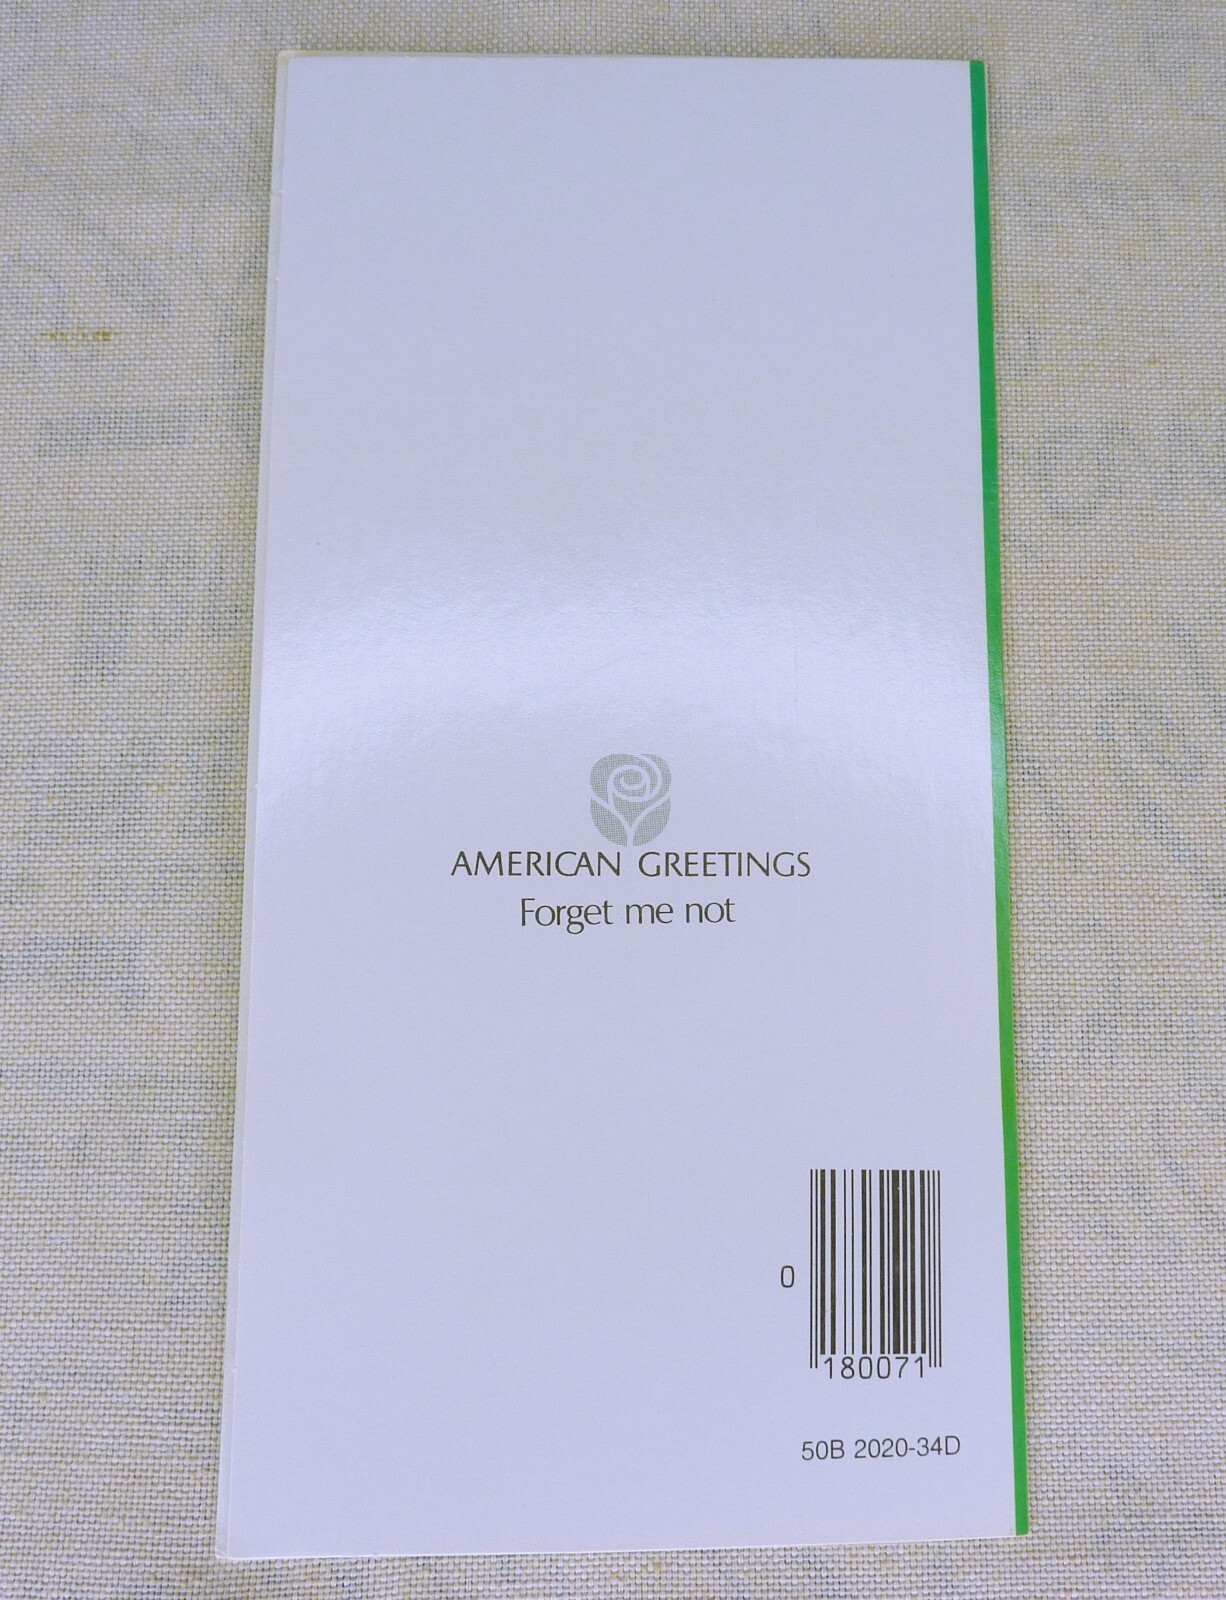 AMERICAN GREETINGS
Forget me not
0
180071
50B 2020-34D